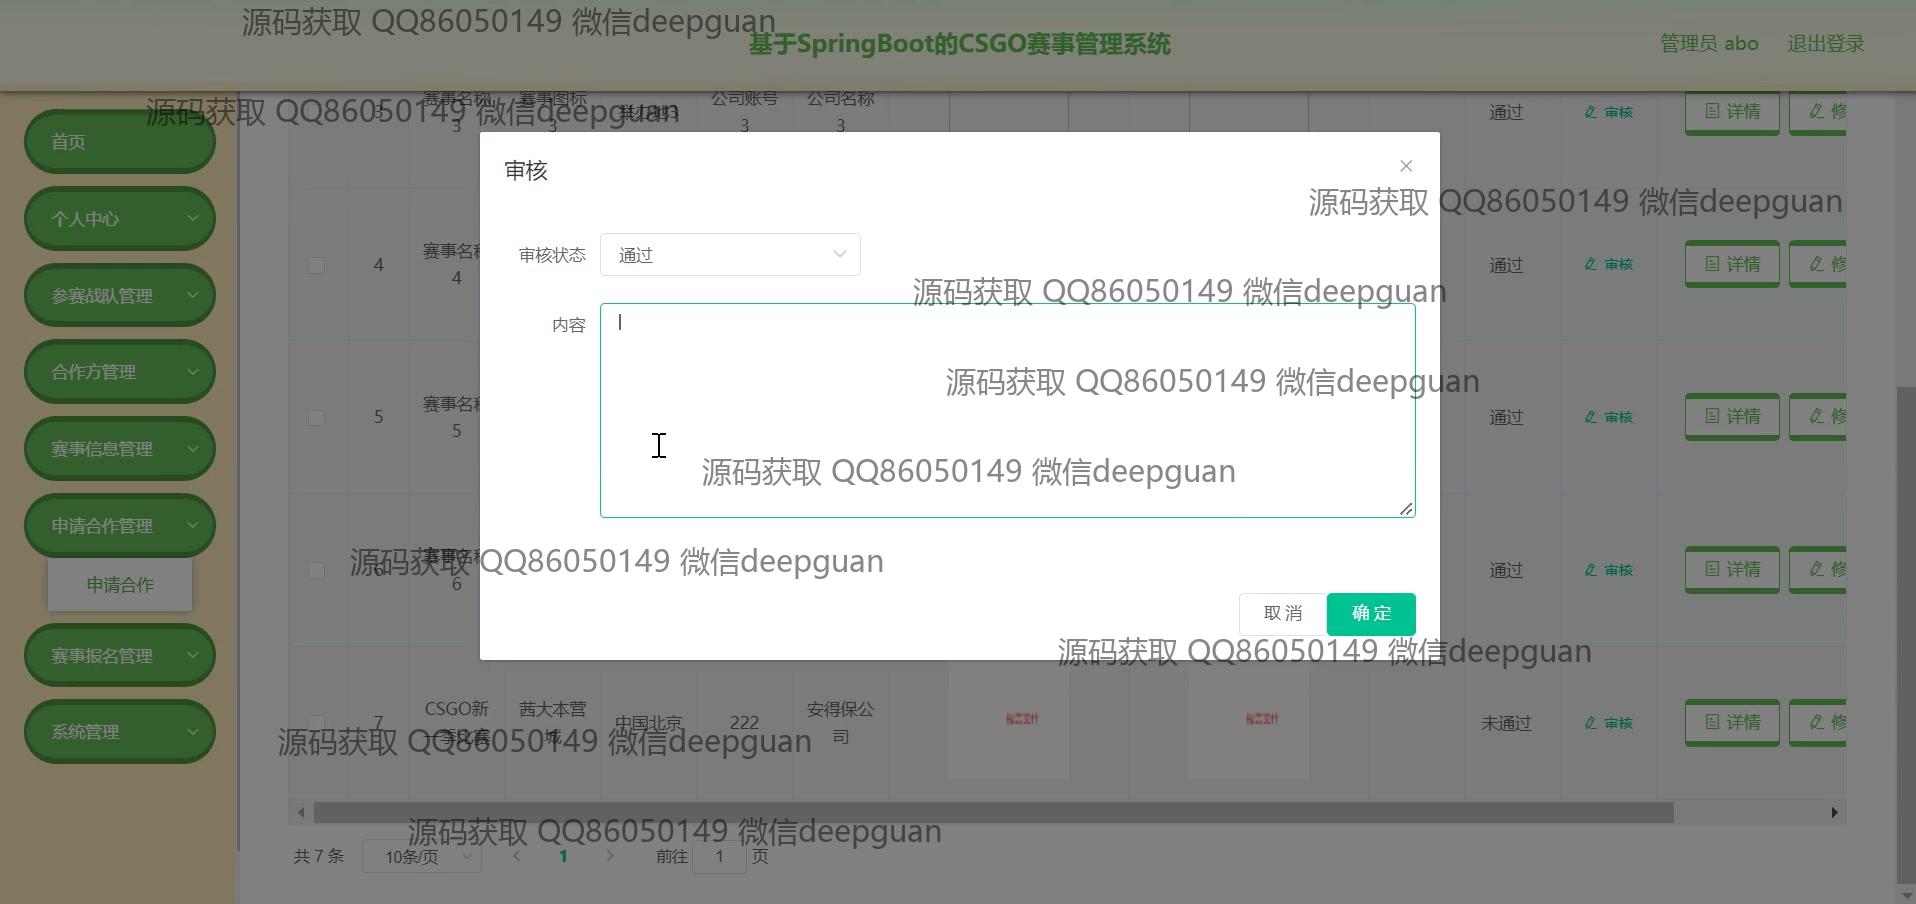 源码获取 QQ86050149 微信deepguan
基于SpringBoot的CSGO赛事管理系统
管理员 abo
退出登录
源码获取 QQ86050149 微信deepguan
首页
个人中心
参赛战队管理
合作方管理
赛事信息管理
申请合作管理
申请合作
赛事报名管理
系统管理
3
赛事名称
3
赛事图标
3
举办地3
公司账号
3
公司名称
3
通过
审核
详情
修
审核
源码获取 QQ86050149 微信deepguan
审核状态
通过
4
赛事名称
4
通过
审核
详情
修
源码获取 QQ86050149 微信deepguan
内容
源码获取 QQ86050149 微信deepguan
5
赛事名称
5
通过
审核
详情
修
源码获取 QQ86050149 微信deepguan
源码获取 QQ86050149 微信deepguan
6
赛事名称
6
通过
审核
详情
修
取 消
确 定
源码获取 QQ86050149 微信deepguan
7
CSGO新
一季比赛
茜大本营
城
中国北京
222
安得保公
司
报告文件
报告文件
未通过
审核
详情
修
源码获取 QQ86050149 微信deepguan
源码获取 QQ86050149 微信deepguan
共 7 条
10条/页
1
前往
1
页